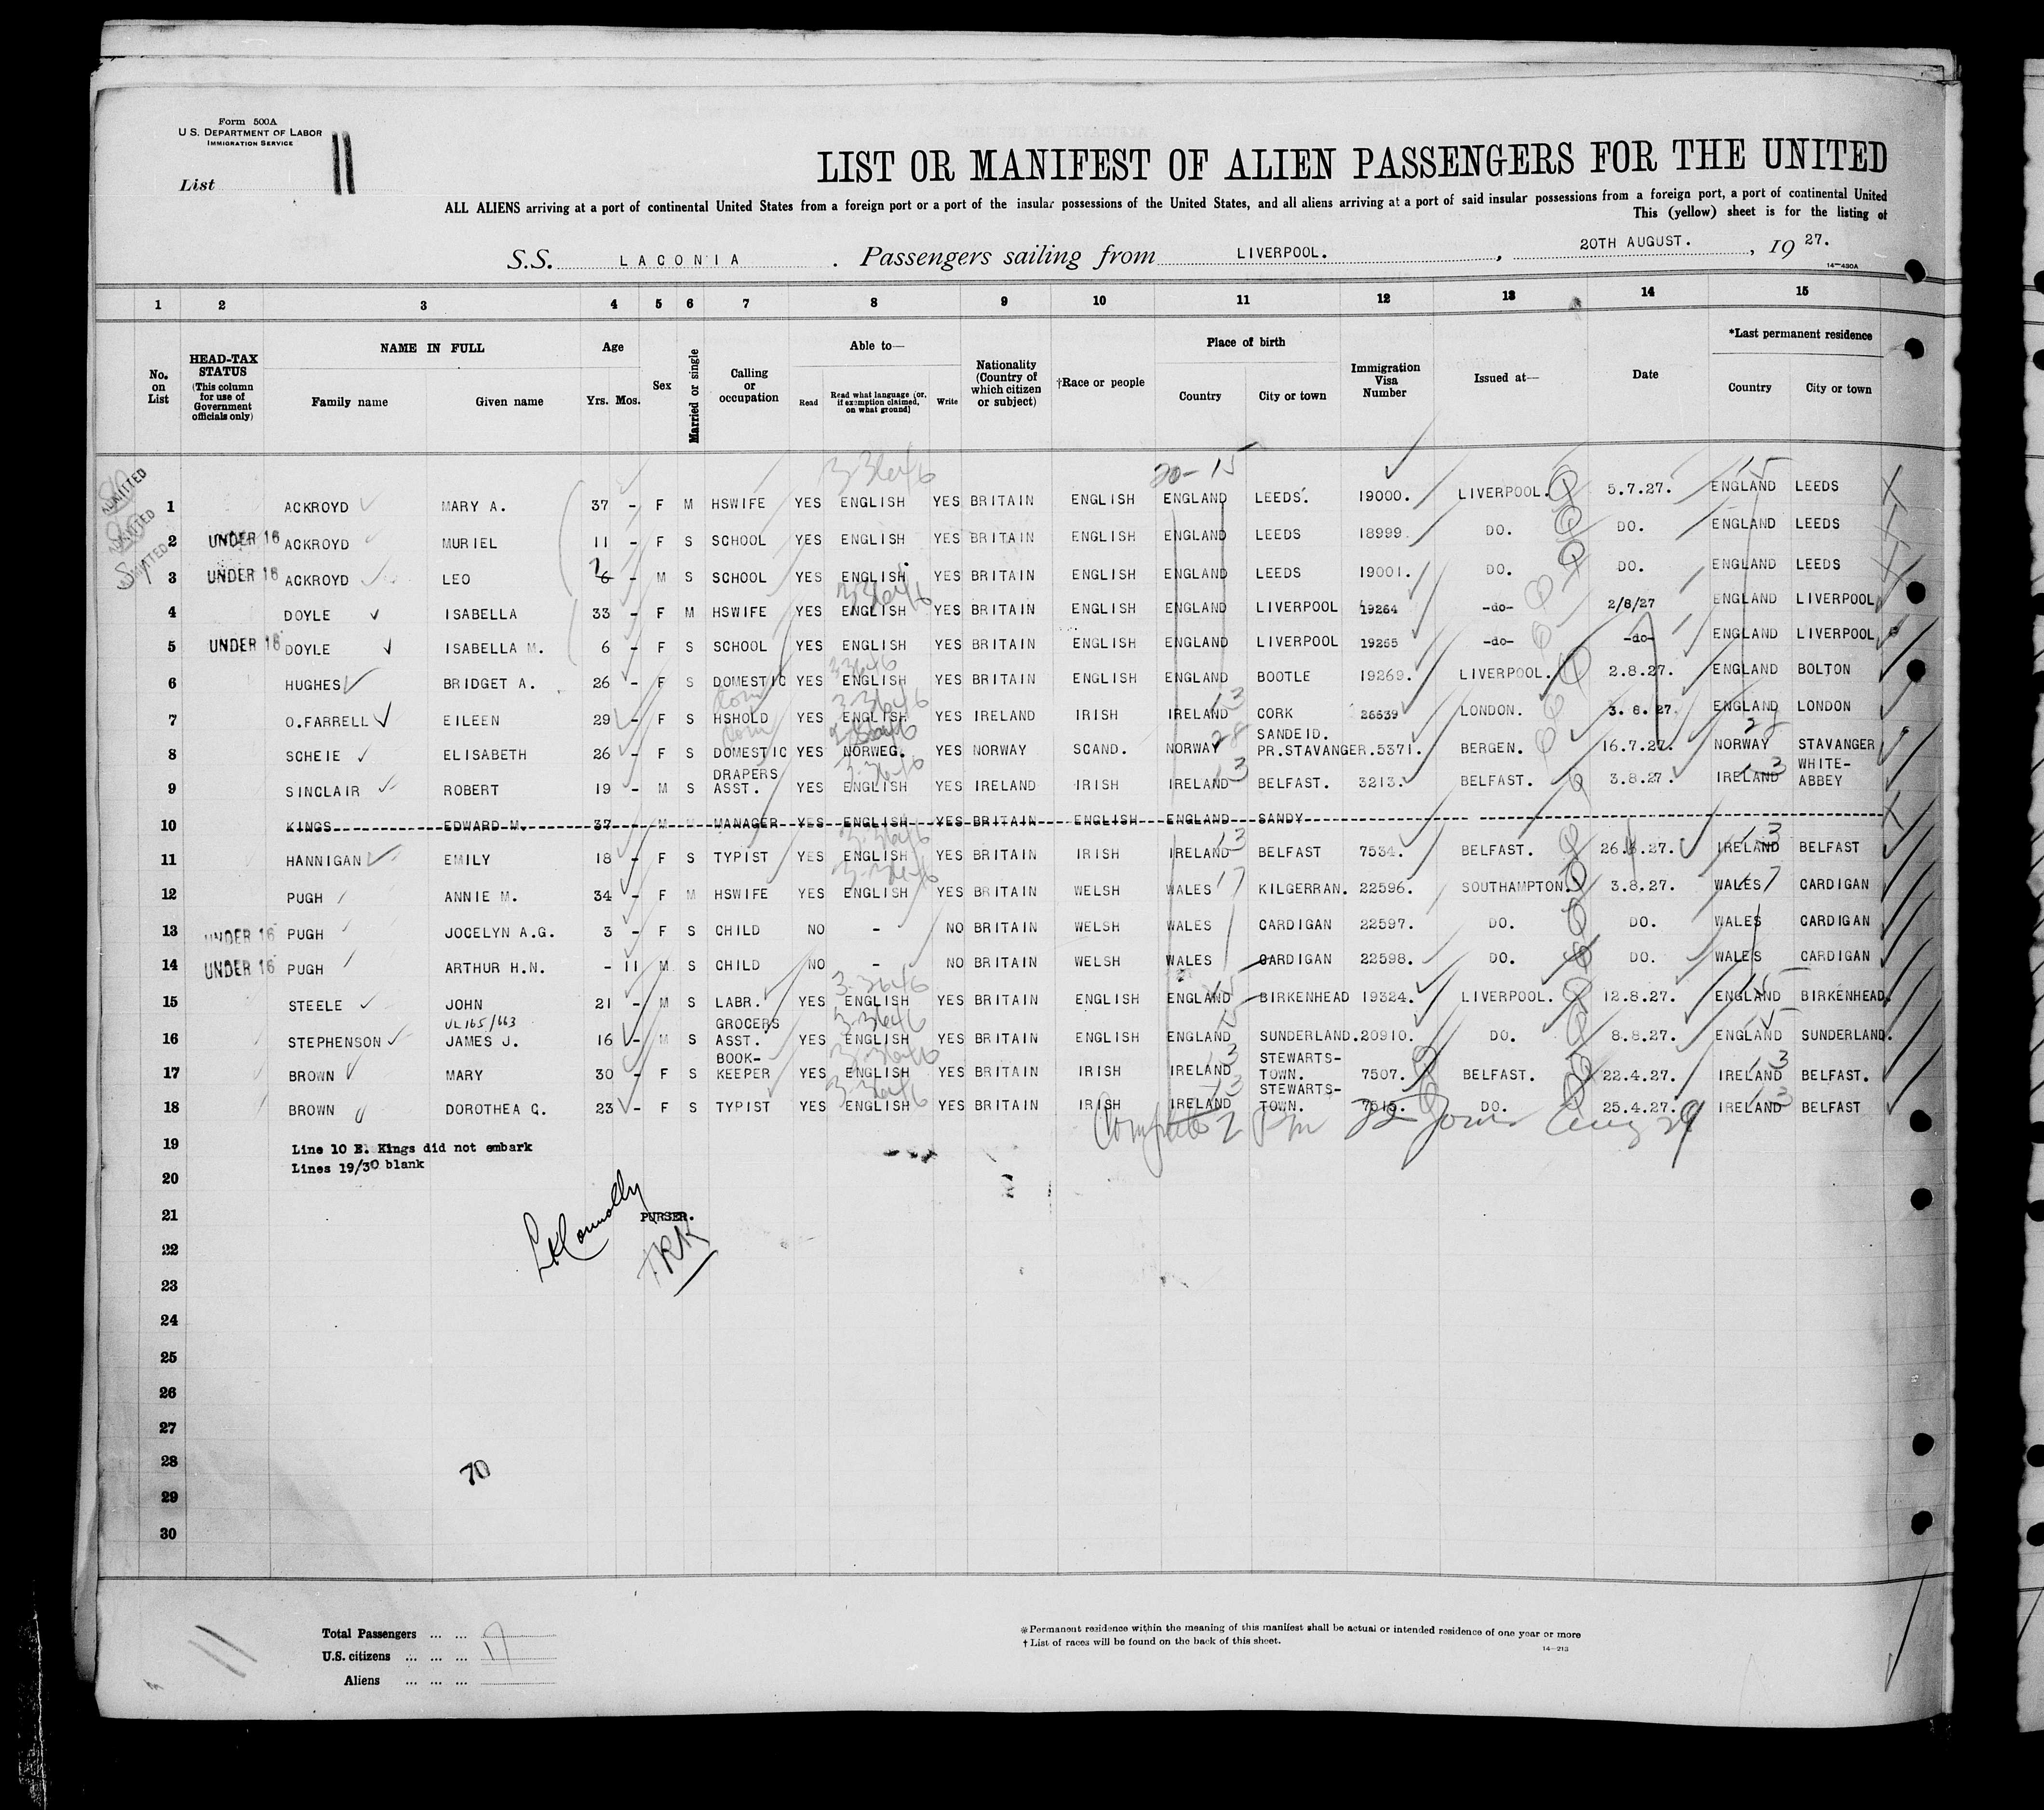 Form 500A
U.S. DEPARTMENT OF LABOR
IMMIGRATION SERVICE
List 11
LIST OR MANIFEST OF ALIEN PASSENGERS FOR THE UNITED
ALL ALIENS arriving at a port of continental United States from a foreign port or a port of the insular possessions of the United States, and all aliens arriving at a port of said insular possessions from a foreign port, a port of continental United
This (yellow) sheet is for the listing of
S.S. LACONIA . Passengers sailing from LIVERPOOL. , 20TH AUGUST. , 19 27.
14—430A
1 2 3 4 5 6 7 8 9 10 11 12 13 14 15
No. on List
HEAD-TAX STATUS (This column for use of Government officials only)
NAME IN FULL
Family name Given name
Age
Yrs. Mos.
Sex
Married or single
Calling or occupation
Able to—
Read Read what language (or, if exemption claimed, on what ground) Write
Nationality (Country of which citizen or subject)
†Race or people
Place of birth
Country City or town
Immigration Visa Number
Issued at—
Date
*Last permanent residence
Country City or town
20-15 15
1 ACKROYD MARY A. 37 - F M HSWIFE YES ENGLISH YES BRITAIN ENGLISH ENGLAND LEEDS. 19000. LIVERPOOL. 5.7.27. ENGLAND LEEDS
2 UNDER 16 ACKROYD MURIEL 11 - F S SCHOOL YES ENGLISH YES BRITAIN ENGLISH ENGLAND LEEDS 18999. DO. DO. ENGLAND LEEDS
3 UNDER 16 ACKROYD LEO 6 7 - M S SCHOOL YES ENGLISH YES BRITAIN ENGLISH ENGLAND LEEDS 19001. DO. DO. ENGLAND LEEDS
4 DOYLE ISABELLA 33 - F M HSWIFE YES ENGLISH YES BRITAIN ENGLISH ENGLAND LIVERPOOL 19264 -do- 2/8/27 ENGLAND LIVERPOOL
5 UNDER 16 DOYLE ISABELLA M. 6 - F S SCHOOL YES ENGLISH YES BRITAIN ENGLISH ENGLAND LIVERPOOL 19265 -do- -do- ENGLAND LIVERPOOL
6 HUGHES BRIDGET A. 26 - F S DOMESTIC YES ENGLISH YES BRITAIN ENGLISH ENGLAND BOOTLE 19269. LIVERPOOL. 2.8.27. ENGLAND BOLTON
7 O.FARRELL EILEEN 29 - F S HSHOLD YES ENGLISH YES IRELAND IRISH IRELAND CORK 26539 LONDON. 3.8.27. ENGLAND LONDON
8 SCHEIE ELISABETH 26 - F S DOMESTIC YES NORWEG. YES NORWAY SCAND. NORWAY SANDEID. PR.STAVANGER. 5371. BERGEN. 16.7.27. NORWAY STAVANGER
9 SINCLAIR ROBERT 19 - M S DRAPERS ASST. YES ENGLISH YES IRELAND IRISH IRELAND BELFAST. 3213. BELFAST. 3.8.27. IRELAND WHITE-ABBEY
10 KINGS EDWARD M. 37 M M MANAGER YES ENGLISH YES BRITAIN ENGLISH ENGLAND SANDY
11 HANNIGAN EMILY 18 - F S TYPIST YES ENGLISH YES BRITAIN IRISH IRELAND BELFAST 7534. BELFAST. IRELAND BELFAST
12 PUGH ANNIE M. 34 - F M HSWIFE YES ENGLISH YES BRITAIN WELSH WALES KILGERRAN. 22596. SOUTHAMPTON. 3.8.27. WALES CARDIGAN
13 UNDER 16 PUGH JOCELYN A.G. 3 - F S CHILD NO - NO BRITAIN WELSH WALES CARDIGAN 22597. DO. DO. WALES CARDIGAN
14 UNDER 16 PUGH ARTHUR H.N. - 11 M S CHILD NO - NO BRITAIN WELSH WALES CARDIGAN 22598. DO. DO. WALES CARDIGAN
15 STEELE JOHN 21 - M S LABR. YES ENGLISH YES BRITAIN ENGLISH ENGLAND BIRKENHEAD 19324. LIVERPOOL. 12.8.27. ENGLAND BIRKENHEAD.
16 STEPHENSON JAMES J. 16 - M S GROCERS ASST. YES ENGLISH YES BRITAIN ENGLISH ENGLAND SUNDERLAND. 20910. DO. 8.8.27. ENGLAND SUNDERLAND.
17 BROWN MARY 30 - F S BOOK-KEEPER YES ENGLISH YES BRITAIN IRISH IRELAND STEWARTS-TOWN. 7507. BELFAST. 22.4.27. IRELAND BELFAST.
18 BROWN DOROTHEA C. 23 - F S TYPIST YES ENGLISH YES BRITAIN IRISH IRELAND STEWARTS-TOWN. 7515. DO. 25.4.27. IRELAND BELFAST
19 Line 10 E. Kings did not embark
Lines 19/30 blank
20
21 PURSER.
22
23
24
25
26
27
28
70
29
30
11
Total Passengers ... ... 17
U.S. citizens ... ... ...
Aliens ... ... ...
*Permanent residence within the meaning of this manifest shall be actual or intended residence of one year or more
†List of races will be found on the back of this sheet.
14—213